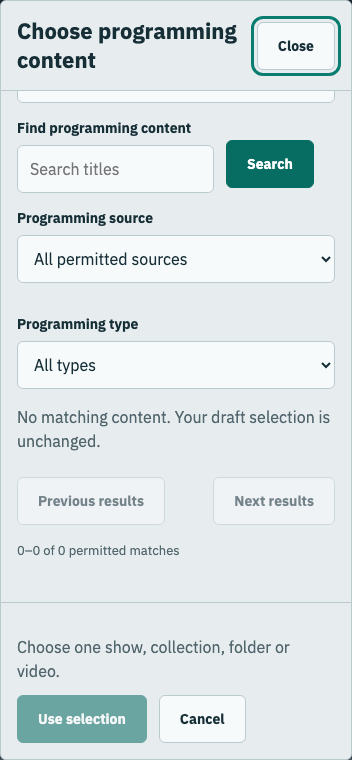 Choose programming
content
Close
Find programming content
Search titles
Search
Programming source
All permitted sources
Programming type
All types
No matching content. Your draft selection is
unchanged.
Previous results
Next results
0–0 of 0 permitted matches
Choose one show, collection, folder or
video.
Use selection
Cancel